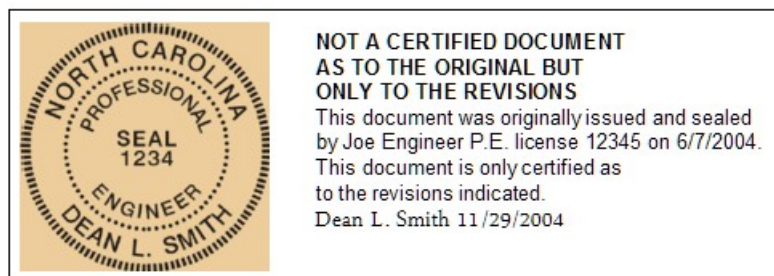 NORTH CAROLINA
PROFESSIONAL
SEAL
1234
ENGINEER
DEAN L. SMITH
NOT A CERTIFIED DOCUMENT
AS TO THE ORIGINAL BUT
ONLY TO THE REVISIONS
This document was originally issued and sealed
by Joe Engineer P.E. license 12345 on 6/7/2004.
This document is only certified as
to the revisions indicated.
Dean L. Smith 11/29/2004